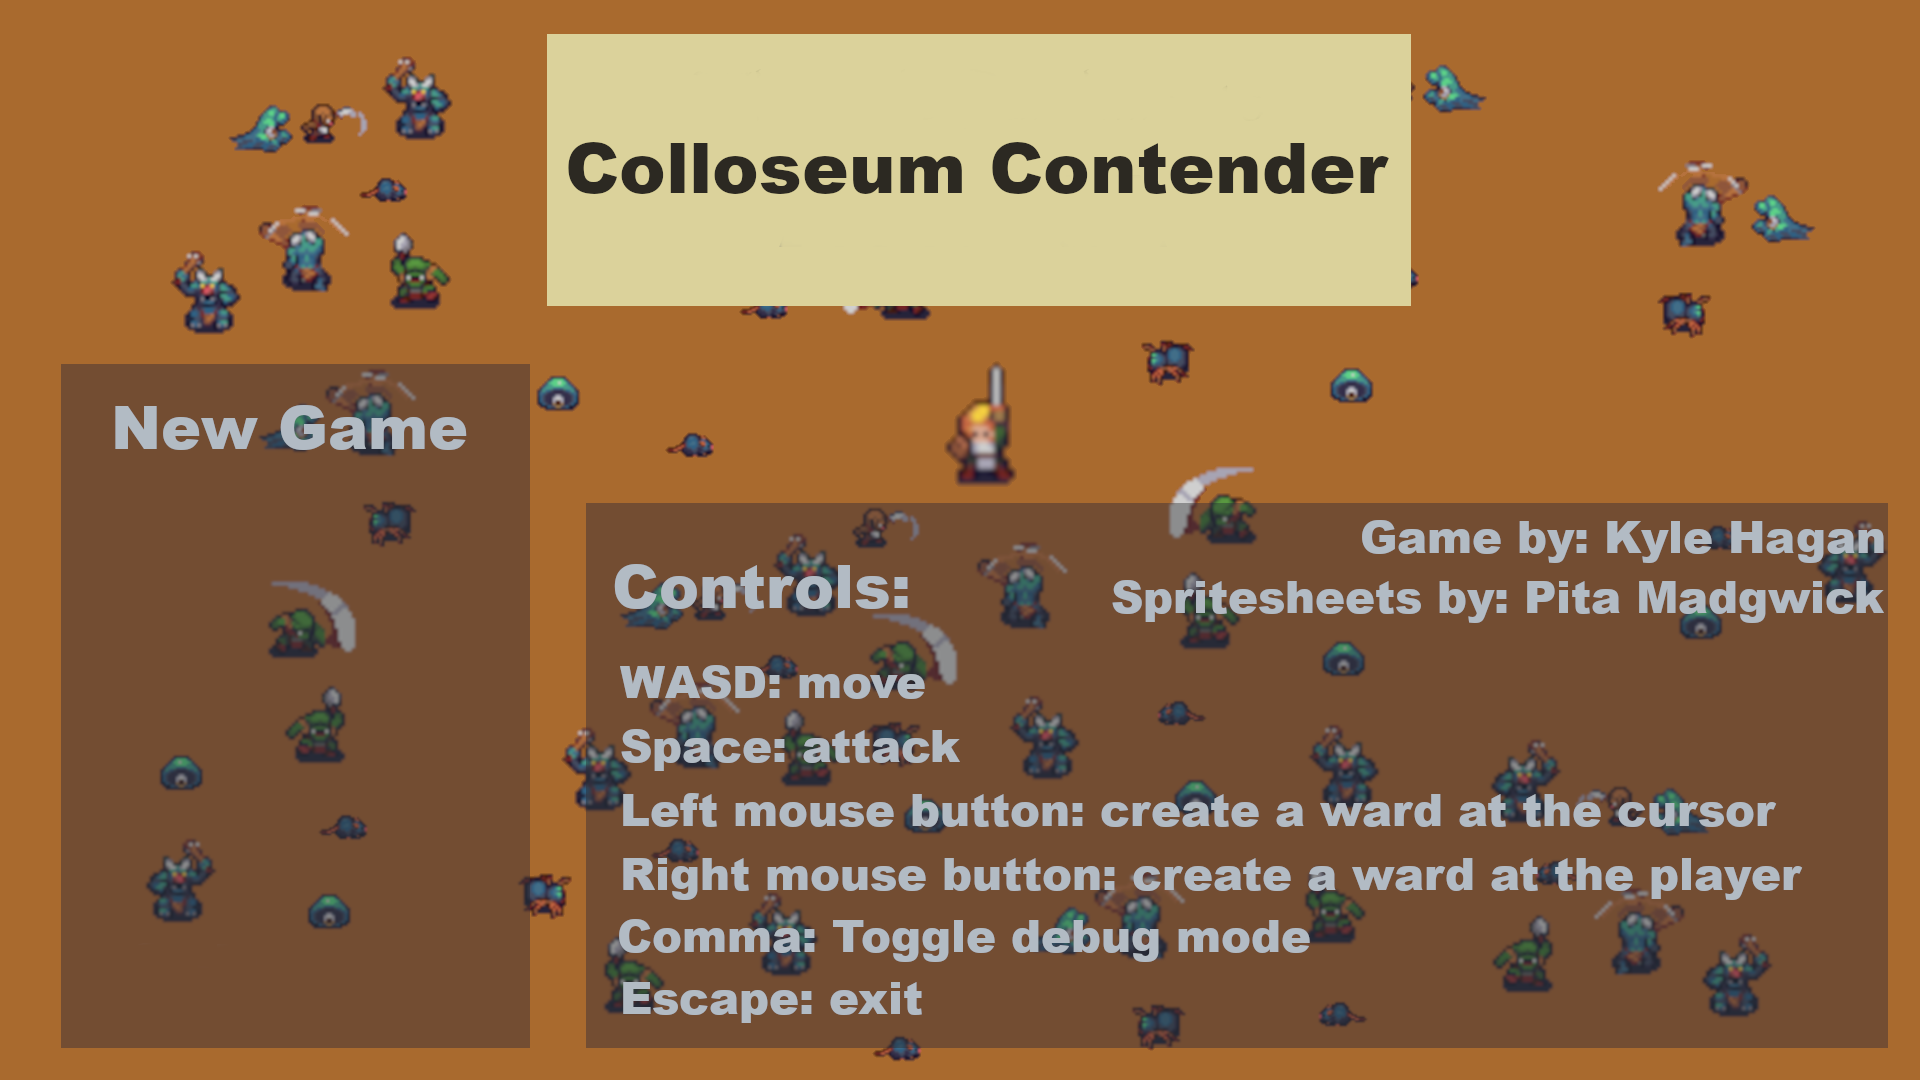 Colloseum Contender
New Game
Game by: Kyle Hagan
Spritesheets by: Pita Madgwick
Controls:
WASD: move
Space: attack
Left mouse button: create a ward at the cursor
Right mouse button: create a ward at the player
Comma: Toggle debug mode
Escape: exit